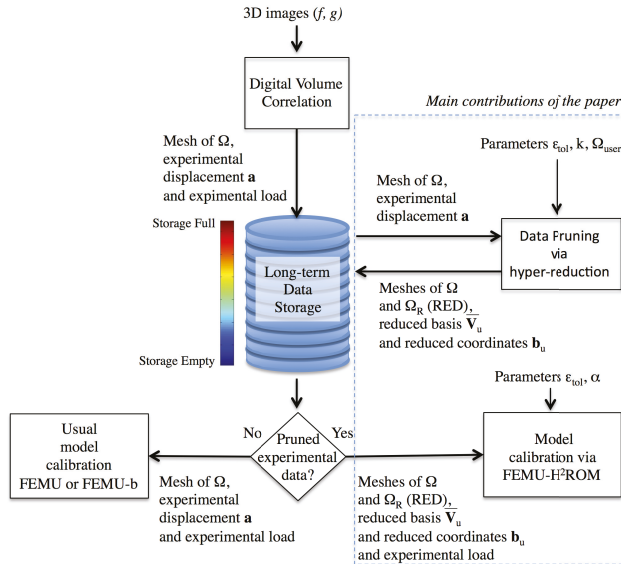 3D images (f, g)
Digital Volume
Correlation
Main contributions of the paper
Mesh of Ω,
experimental
displacement a
and expimental load
Parameters εtol, k, Ωuser
Mesh of Ω,
experimental
displacement a
Storage Full
Long-term
Data
Storage
Data Pruning
via
hyper-reduction
Meshes of Ω
and ΩR (RED),
reduced basis V̅u
and reduced coordinates bu
Storage Empty
Parameters εtol, α
Usual
model
calibration
FEMU or FEMU-b
No
Pruned
experimental
data?
Yes
Model
calibration via
FEMU-H²ROM
Mesh of Ω,
experimental
displacement a
and experimental load
Meshes of Ω
and ΩR (RED),
reduced basis V̅u
and reduced coordinates bu
and experimental load